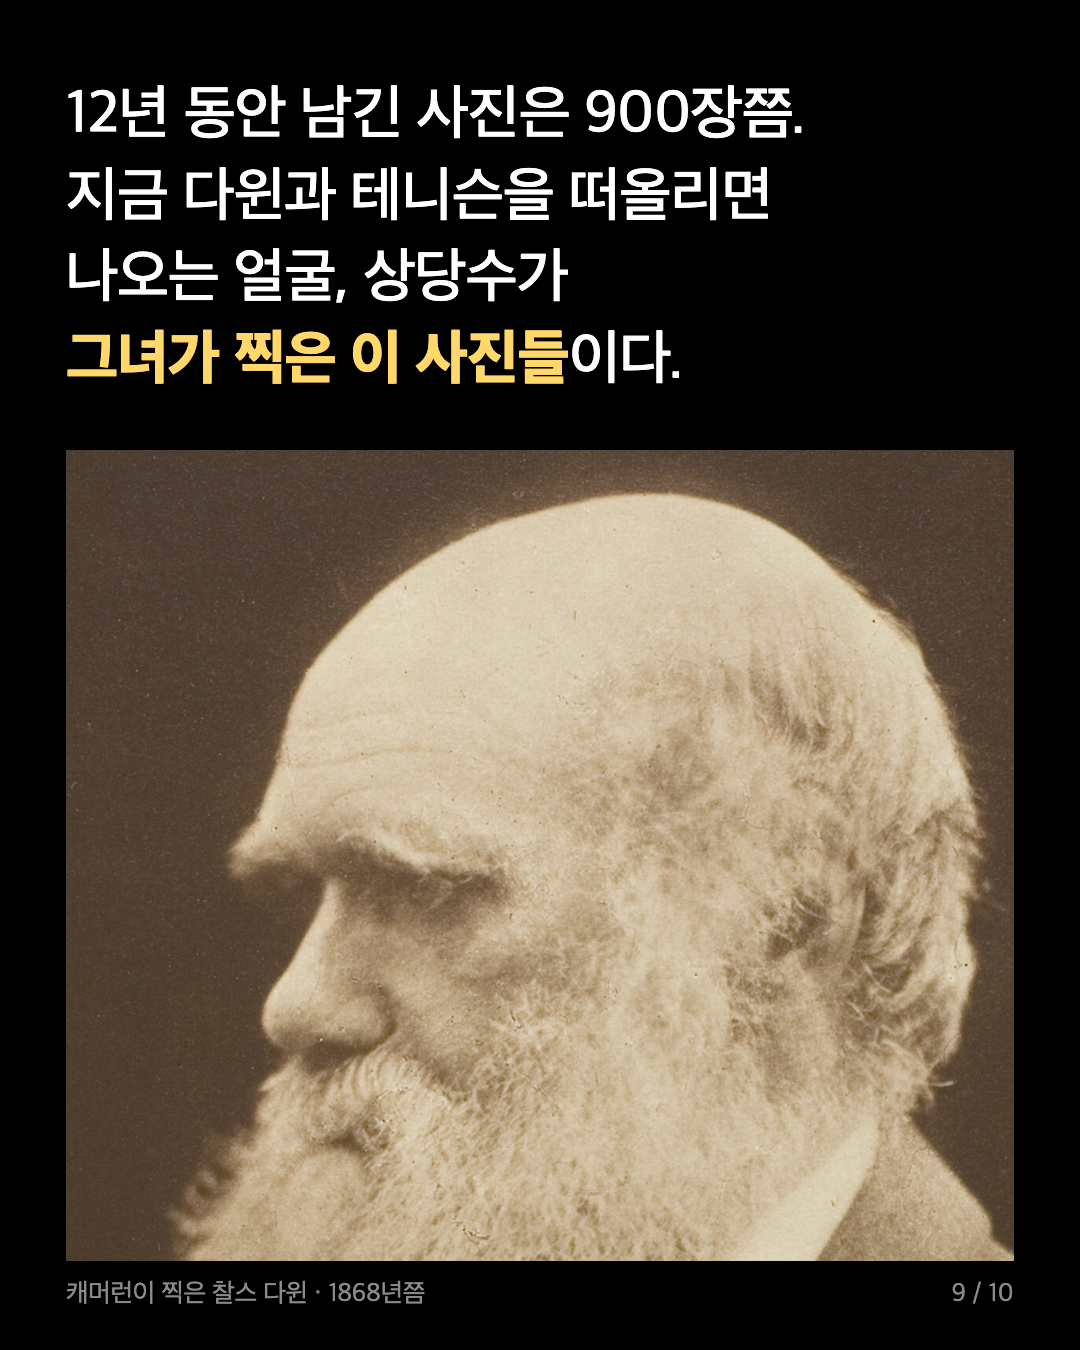 12년 동안 남긴 사진은 900장쯤.
지금 다윈과 테니슨을 떠올리면
나오는 얼굴, 상당수가
그녀가 찍은 이 사진들이다.
캐머런이 찍은 찰스 다윈 · 1868년쯤
9 / 10